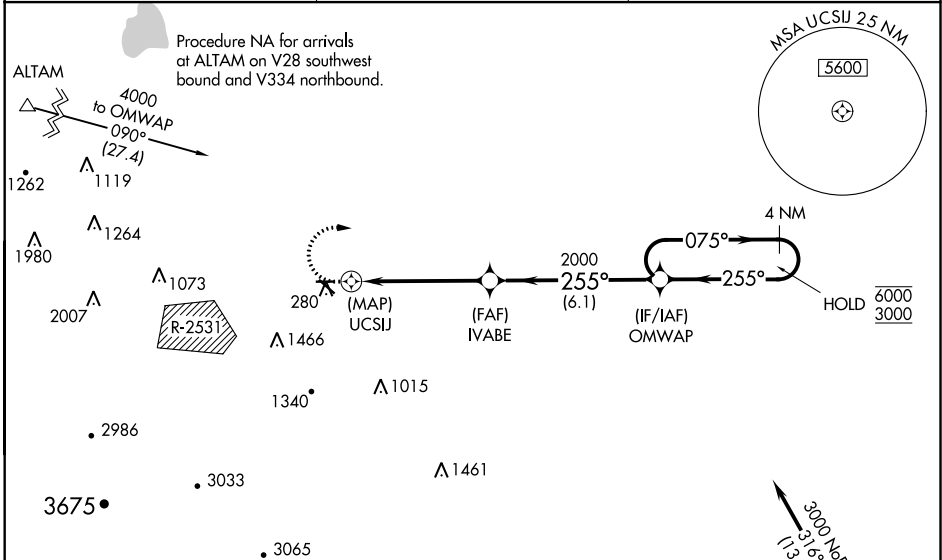 Procedure NA for arrivals
at ALTAM on V28 southwest
bound and V334 northbound.
MSA UCSIJ 25 NM
5600
ALTAM
4000
to OMWAP
090°
(27.4)
1262
1119
1264
1980
1073
2007
R-2531
280
(MAP)
UCSIJ
(FAF)
IVABE
2000
255°
(6.1)
(IF/IAF)
OMWAP
075°
255°
4 NM
HOLD
6000
3000
1466
1340
1015
2986
3033
1461
3675
3065
3000 NoP
316°
(13